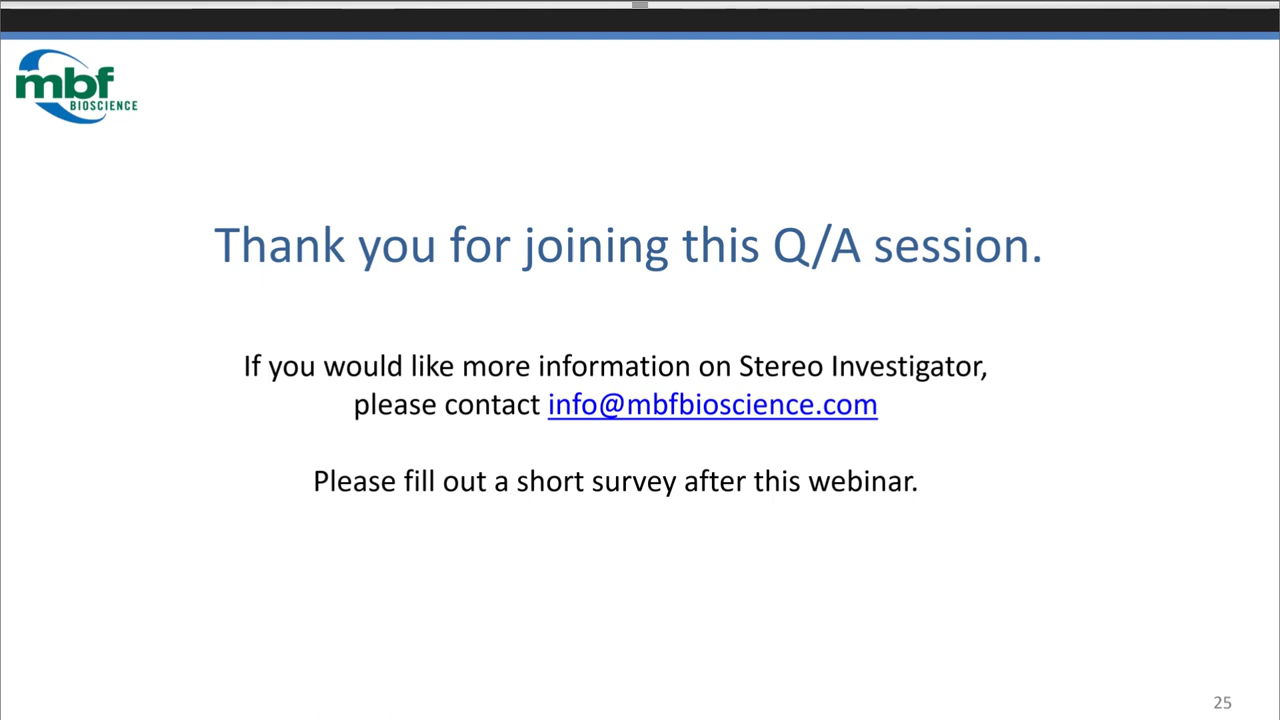 mbf
BIOSCIENCE
Thank you for joining this Q/A session.
If you would like more information on Stereo Investigator,
please contact info@mbfbioscience.com
Please fill out a short survey after this webinar.
25